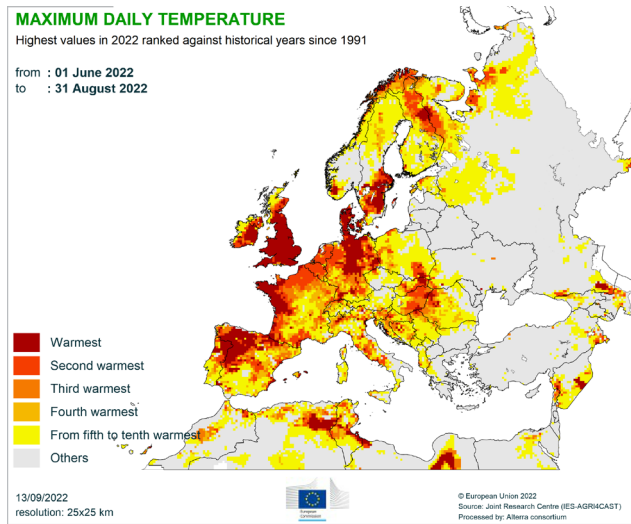 MAXIMUM DAILY TEMPERATURE
Highest values in 2022 ranked against historical years since 1991
from : 01 June 2022
to : 31 August 2022
Warmest
Second warmest
Third warmest
Fourth warmest
From fifth to tenth warmest
Others
13/09/2022
resolution: 25x25 km
European
Commission
© European Union 2022
Source: Joint Research Centre (IES-AGRI4CAST)
Processed by: Alterra consortium